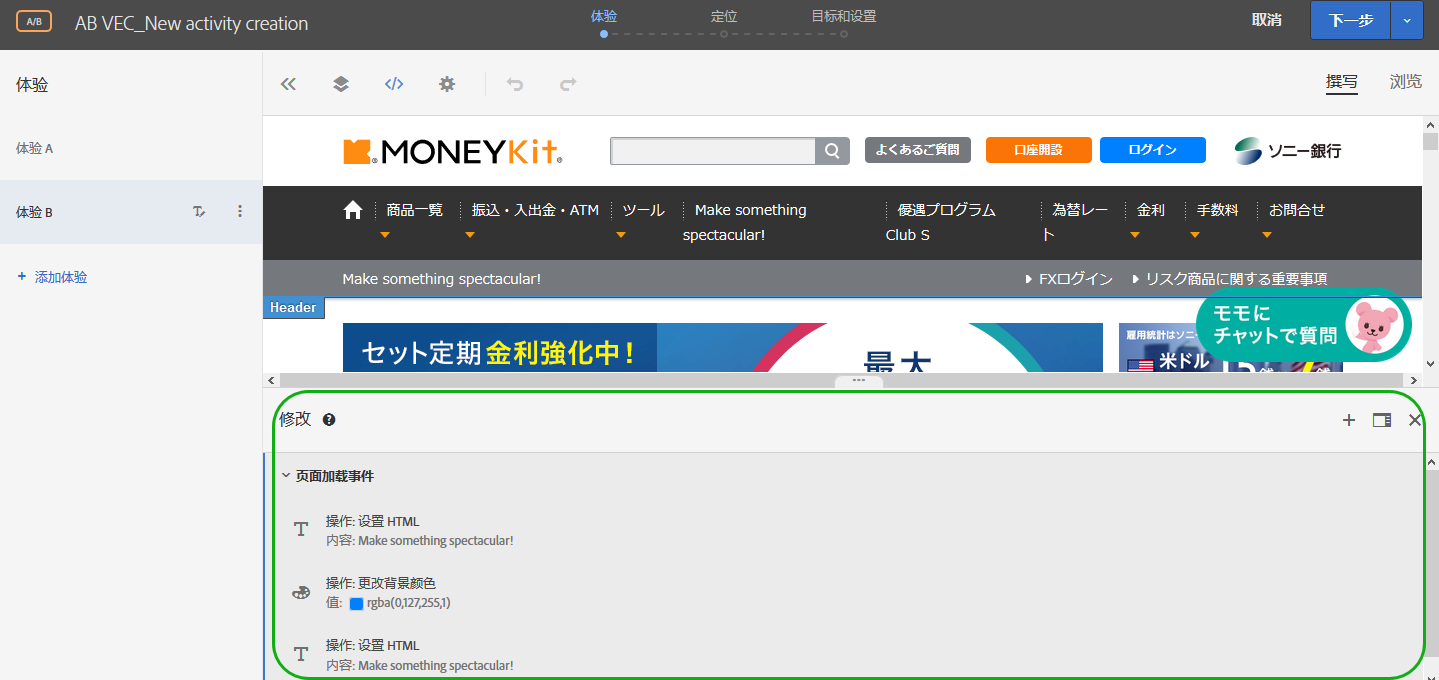 A/B AB VEC_New activity creation 体验 定位 目标和设置 取消 下一步
体验
体验 A
体验 B
+ 添加体验
</> 撰写 浏览
MONEYKit よくあるご質問 口座開設 ログイン ソニー銀行
商品一覧 振込・入出金・ATM ツール Make something spectacular! 優遇プログラム Club S 為替レート 金利 手数料 お問合せ
Make something spectacular! FXログイン リスク商品に関する重要事項
Header
モモに
チャットで質問
セット定期 金利強化中！ 最大 雇用統計はソニー
米ドル
修改
页面加载事件
操作: 设置 HTML
内容: Make something spectacular!
操作: 更改背景颜色
值: rgba(0,127,255,1)
操作: 设置 HTML
内容: Make something spectacular!